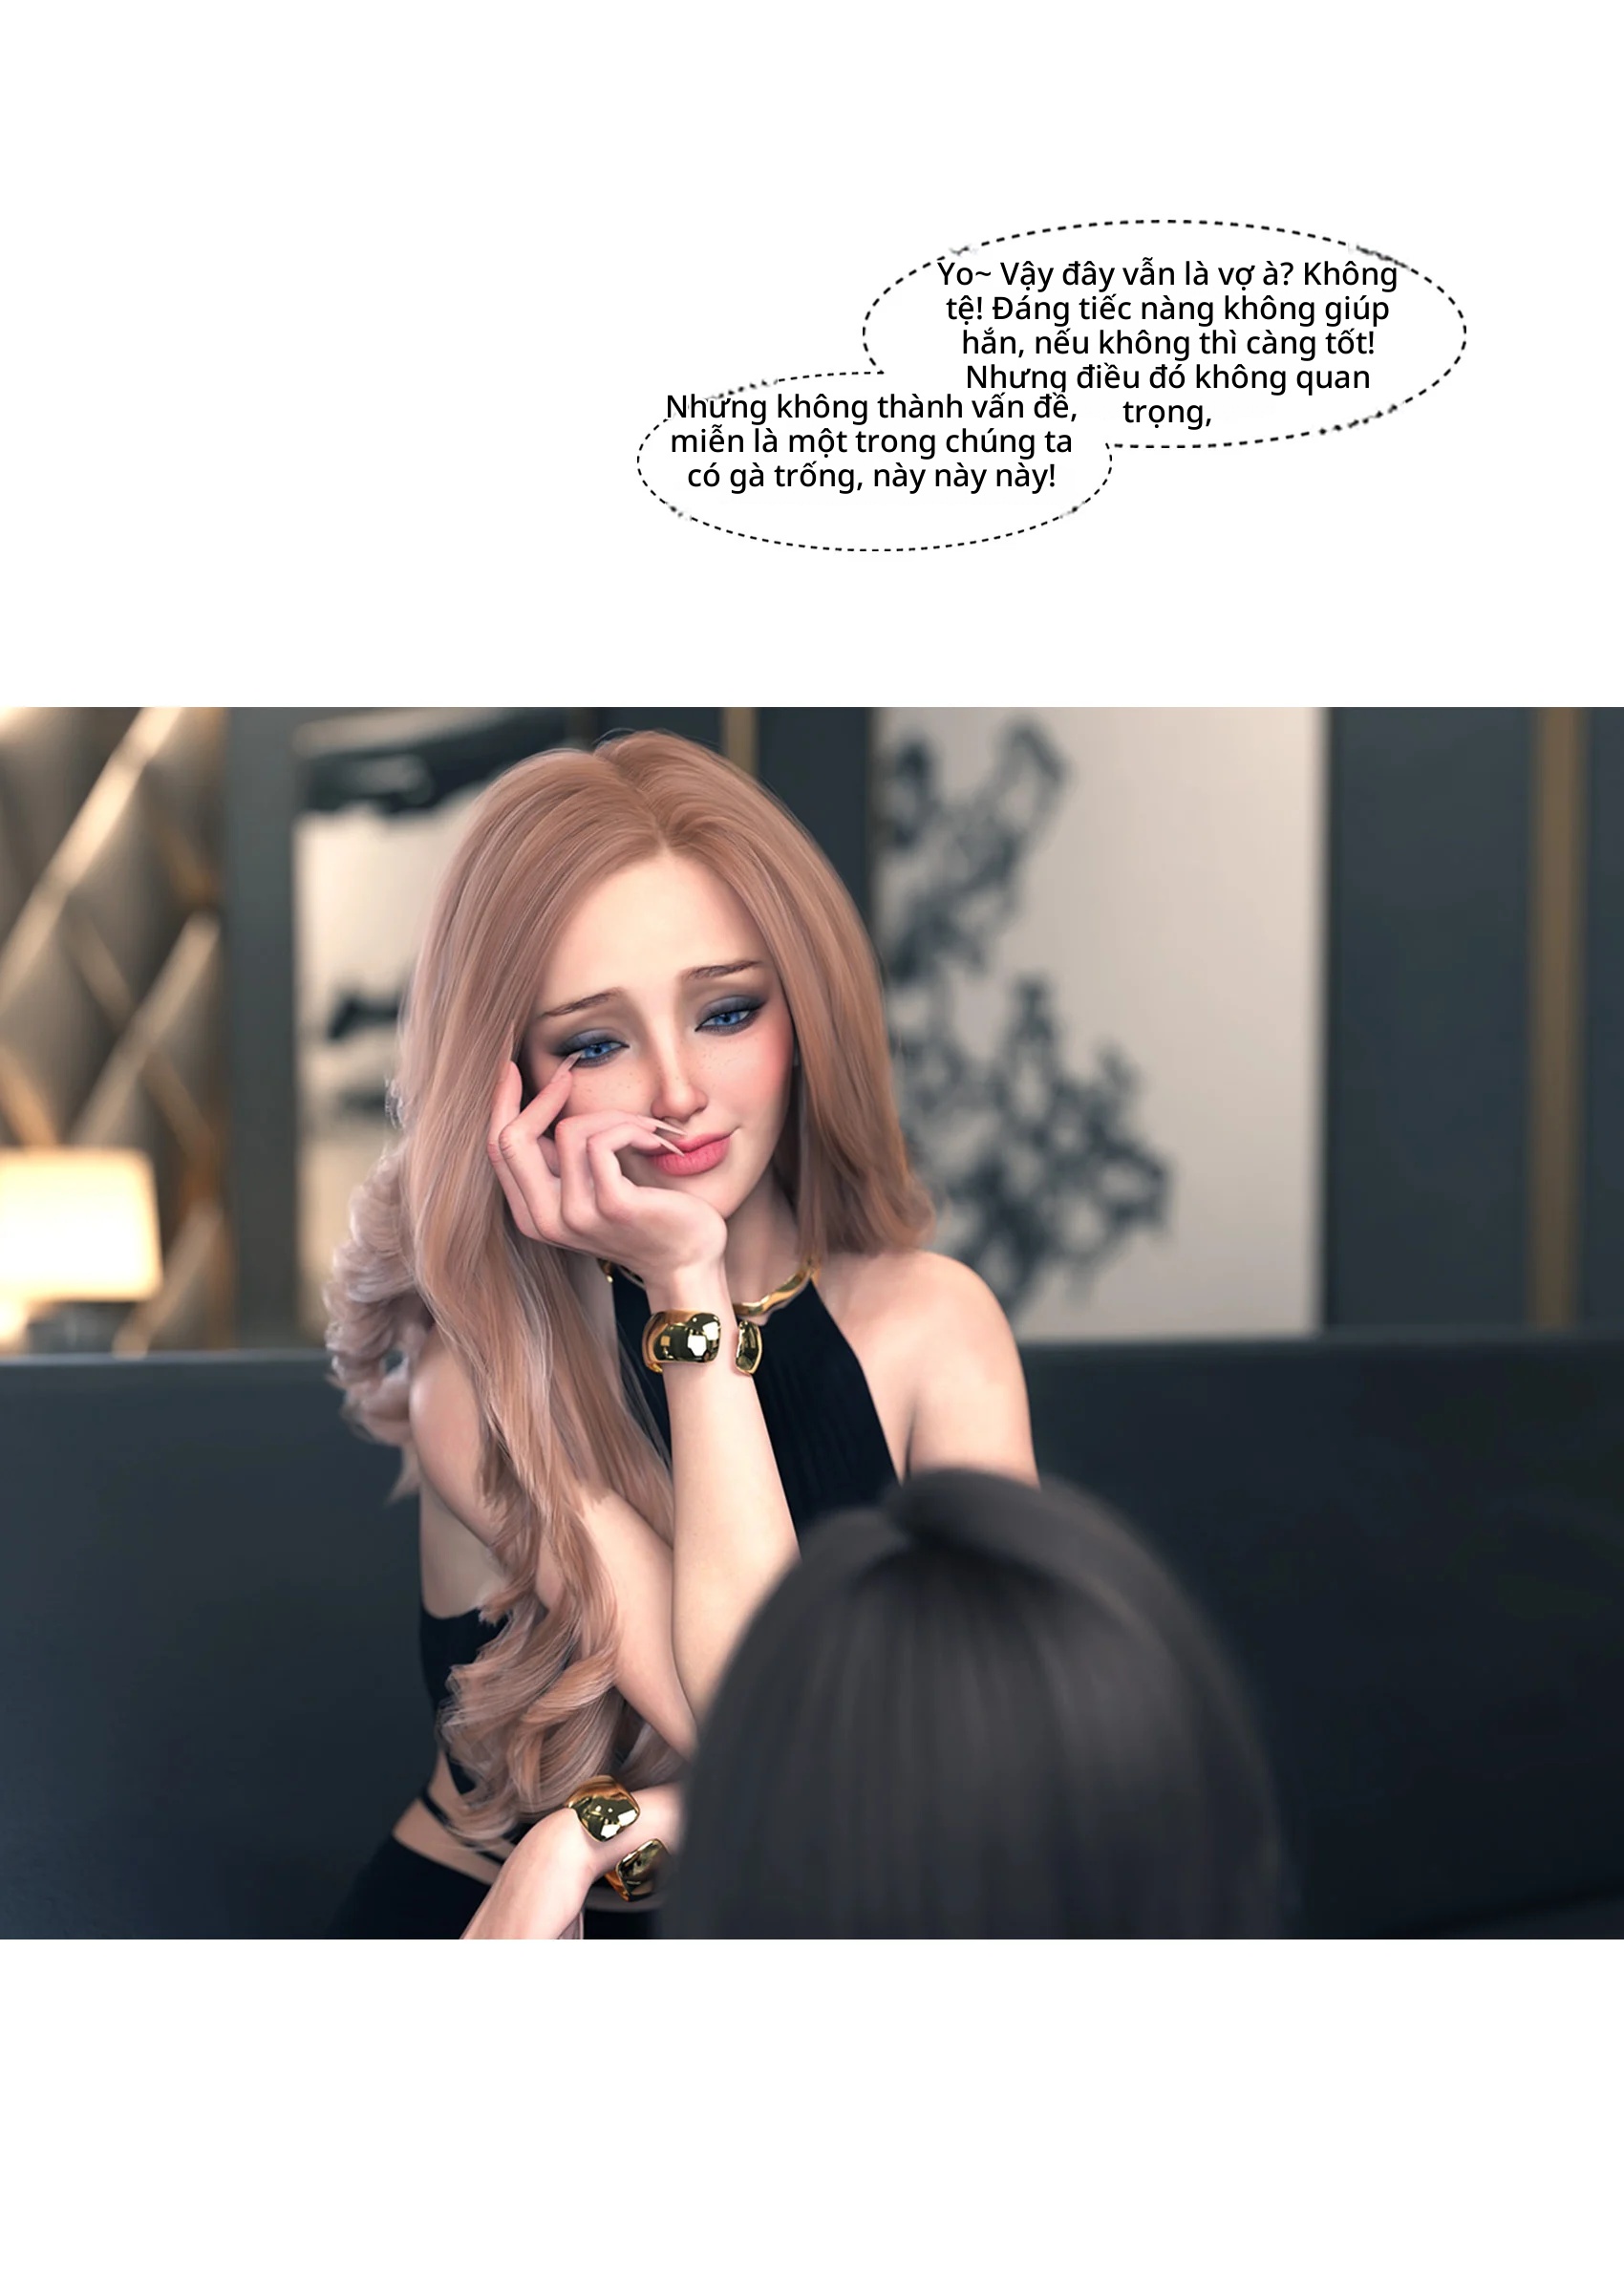 Yo~ Vậy đây vẫn là vợ à? Không
tệ! Đáng tiếc nàng không giúp
hắn, nếu không thì càng tốt!
Nhưng điều đó không quan
trọng,
Nhưng không thành vấn đề,
miễn là một trong chúng ta
có gà trống, này này này!